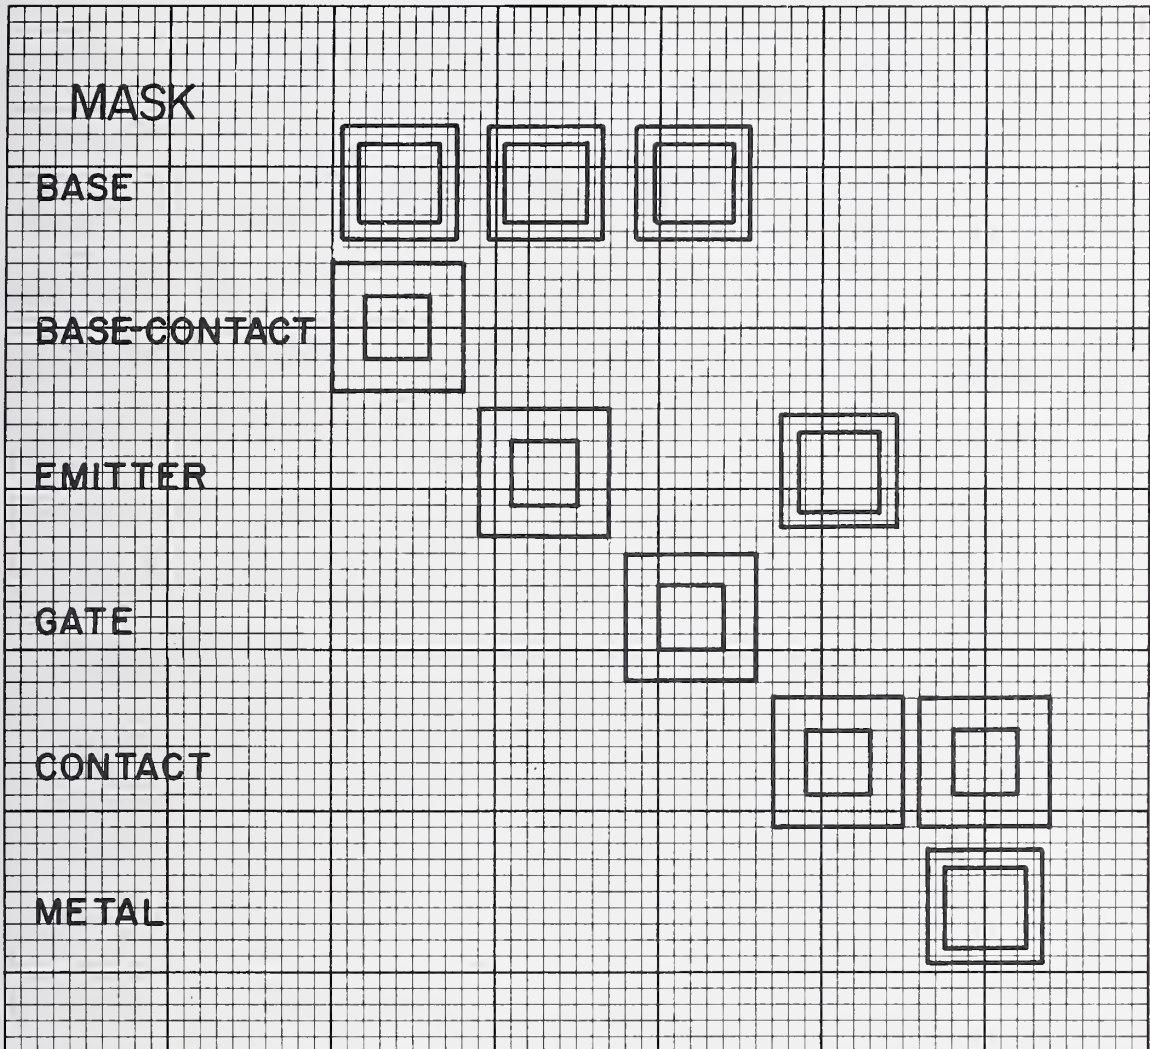 MASK
BASE
BASE-CONTACT
EMITTER
GATE
CONTACT
METAL